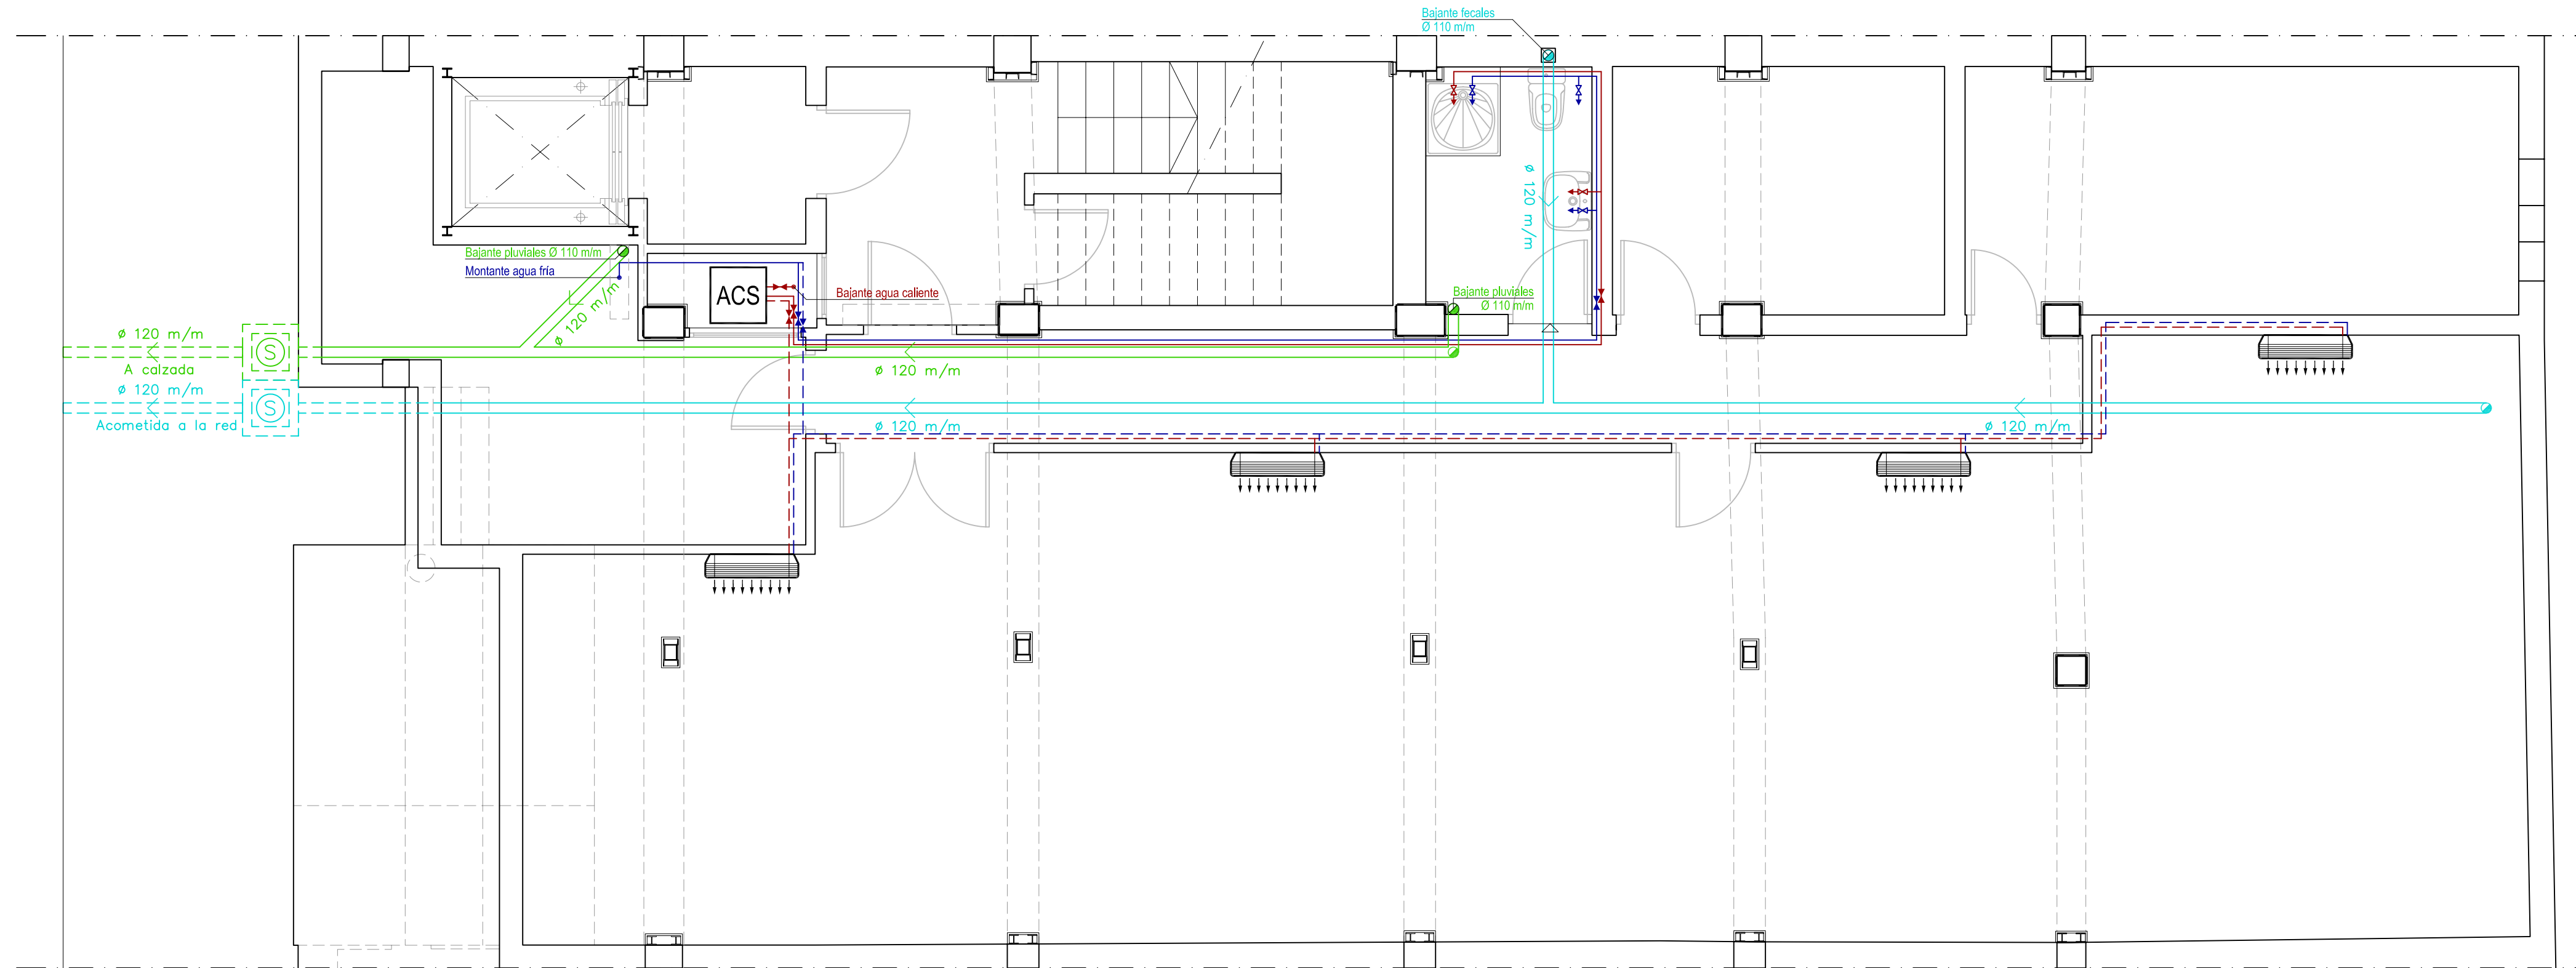 Bajante fecales
Ø 110 m/m
ø 120 m/m
Bajante pluviales Ø 110 m/m
Montante agua fría
ACS
Bajante agua caliente
Bajante pluviales
Ø 110 m/m
ø 120 m/m
ø 120 m/m
S
A calzada
ø 120 m/m
ø 120 m/m
S
Acometida a la red
ø 120 m/m
ø 120 m/m